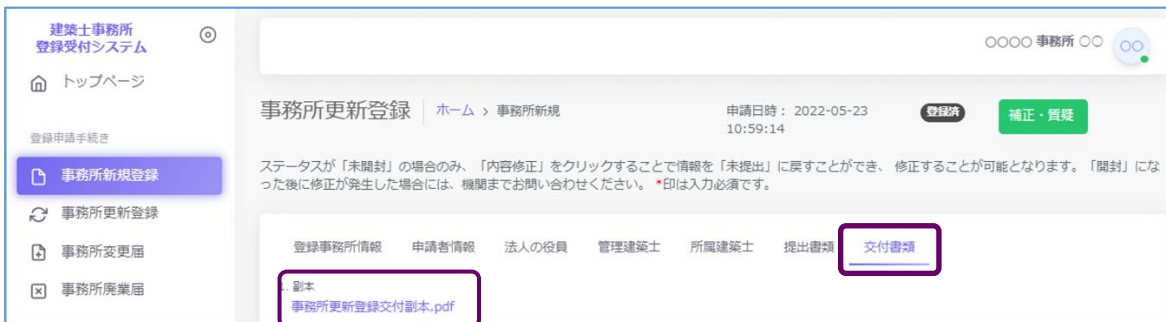 建築士事務所
登録受付システム
〇〇〇〇 事務所 〇〇
〇〇
トップページ
事務所更新登録
ホーム > 事務所新規
申請日時: 2022-05-23
10:59:14
登録済
補正・質疑
登録申請手続き
ステータスが「未開封」の場合のみ、「内容修正」をクリックすることで情報を「未提出」に戻すことができ、 修正することが可能となります。「開封」にな
った後に修正が発生した場合には、機関までお問い合わせください。 *印は入力必須です。
事務所新規登録
事務所更新登録
事務所変更届
事務所廃業届
登録事務所情報 申請者情報 法人の役員 管理建築士 所属建築士 提出書類 交付書類
1. 副本
事務所更新登録交付副本.pdf